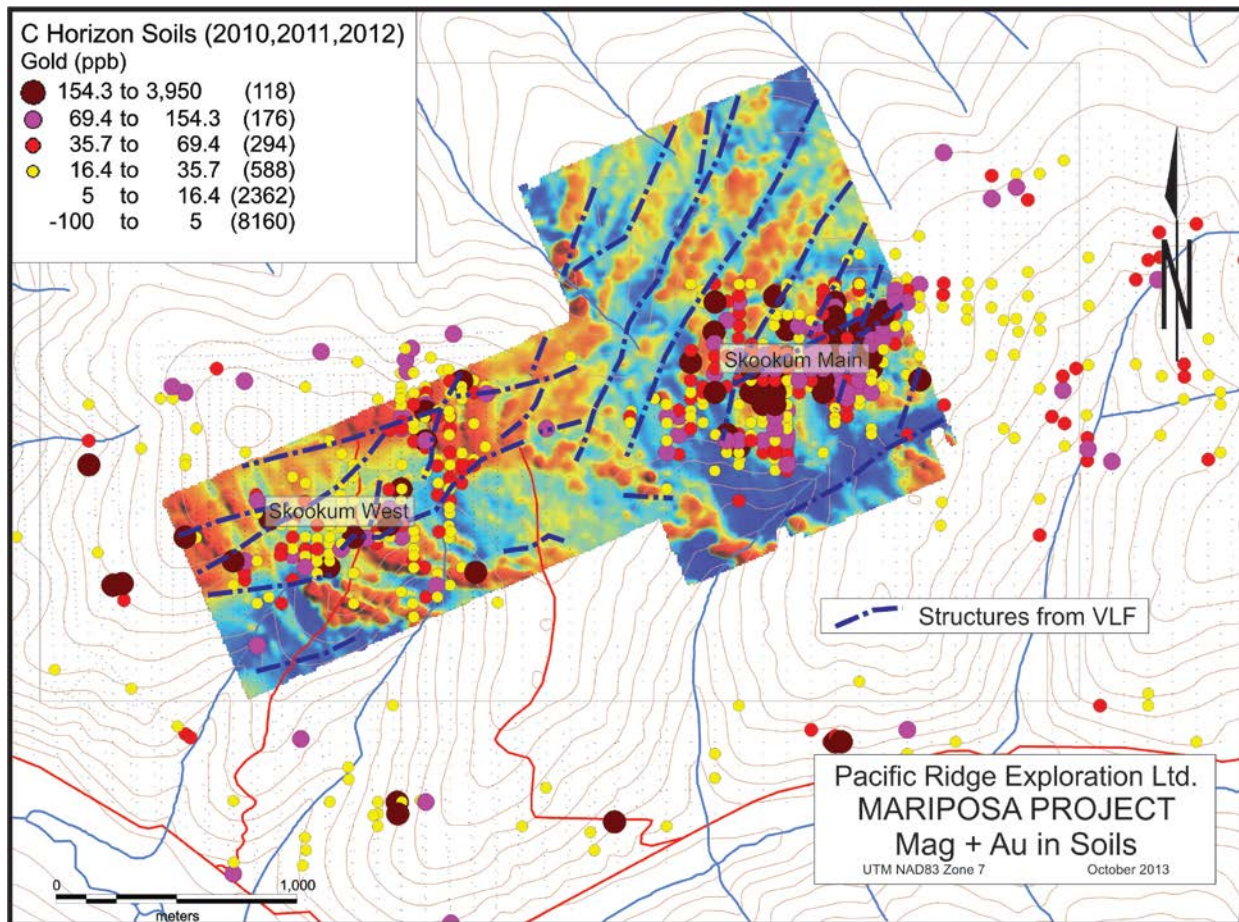 C Horizon Soils (2010,2011,2012)
Gold (ppb)
154.3 to 3,950 (118)
69.4 to 154.3 (176)
35.7 to 69.4 (294)
16.4 to 35.7 (588)
5 to 16.4 (2362)
-100 to 5 (8160)
N
Skookum Main
Skookum West
Structures from VLF
Pacific Ridge Exploration Ltd.
MARIPOSA PROJECT
Mag + Au in Soils
UTM NAD83 Zone 7 October 2013
0 1,000
meters